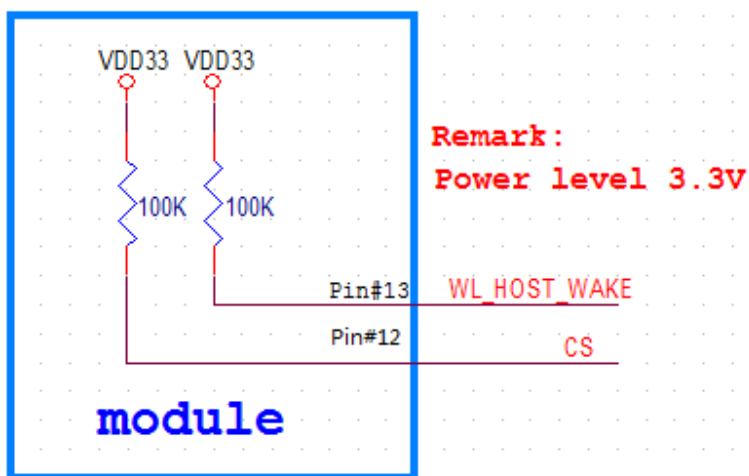 VDD33 VDD33
Remark:
Power level 3.3V
100K 100K
Pin#13 WL_HOST_WAKE
Pin#12 CS
module